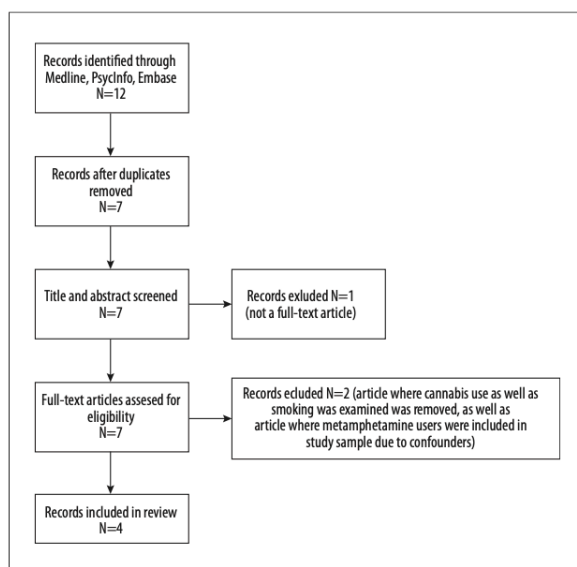 Records identified through
Medline, PsycInfo, Embase
N=12
Records after duplicates
removed
N=7
Title and abstract screened
N=7
Records exluded N=1
(not a full-text article)
Full-text articles assesed for
eligibility
N=7
Records ecluded N=2 (article where cannabis use as well as
smoking was examined was removed, as well as
article where metamphetamine users were included in
study sample due to confounders)
Records included in review
N=4